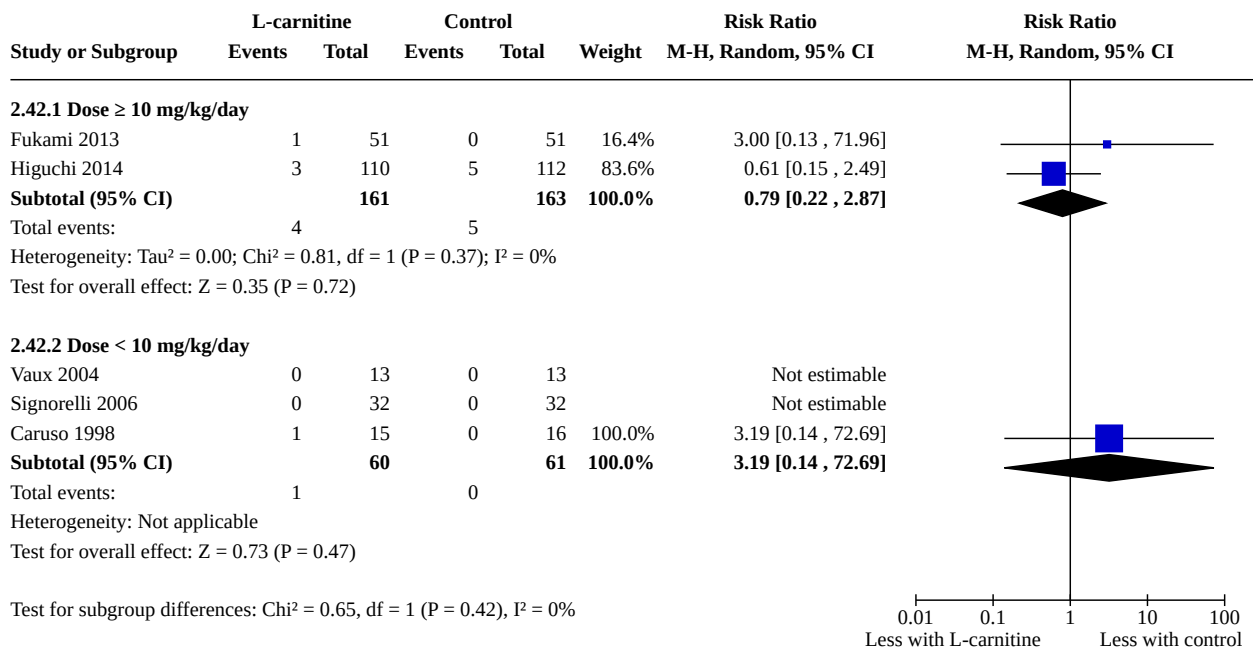 L-carnitine Control Risk Ratio Risk Ratio
Study or Subgroup Events Total Events Total Weight M-H, Random, 95% CI M-H, Random, 95% CI
2.42.1 Dose ≥ 10 mg/kg/day
Fukami 2013 1 51 0 51 16.4% 3.00 [0.13 , 71.96]
Higuchi 2014 3 110 5 112 83.6% 0.61 [0.15 , 2.49]
Subtotal (95% CI) 161 163 100.0% 0.79 [0.22 , 2.87]
Total events: 4 5
Heterogeneity: Tau² = 0.00; Chi² = 0.81, df = 1 (P = 0.37); I² = 0%
Test for overall effect: Z = 0.35 (P = 0.72)
2.42.2 Dose < 10 mg/kg/day
Vaux 2004 0 13 0 13 Not estimable
Signorelli 2006 0 32 0 32 Not estimable
Caruso 1998 1 15 0 16 100.0% 3.19 [0.14 , 72.69]
Subtotal (95% CI) 60 61 100.0% 3.19 [0.14 , 72.69]
Total events: 1 0
Heterogeneity: Not applicable
Test for overall effect: Z = 0.73 (P = 0.47)
Test for subgroup differences: Chi² = 0.65, df = 1 (P = 0.42), I² = 0%
0.01 0.1 1 10 100
Less with L-carnitine Less with control